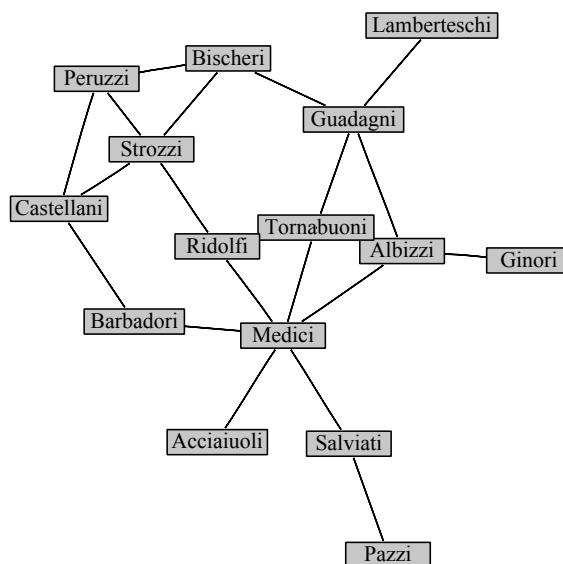 Lamberteschi
Bischeri
Peruzzi
Guadagni
Strozzi
Castellani
Tornabuoni
Ridolfi
Albizzi
Ginori
Barbadori
Medici
Acciaiuoli
Salviati
Pazzi